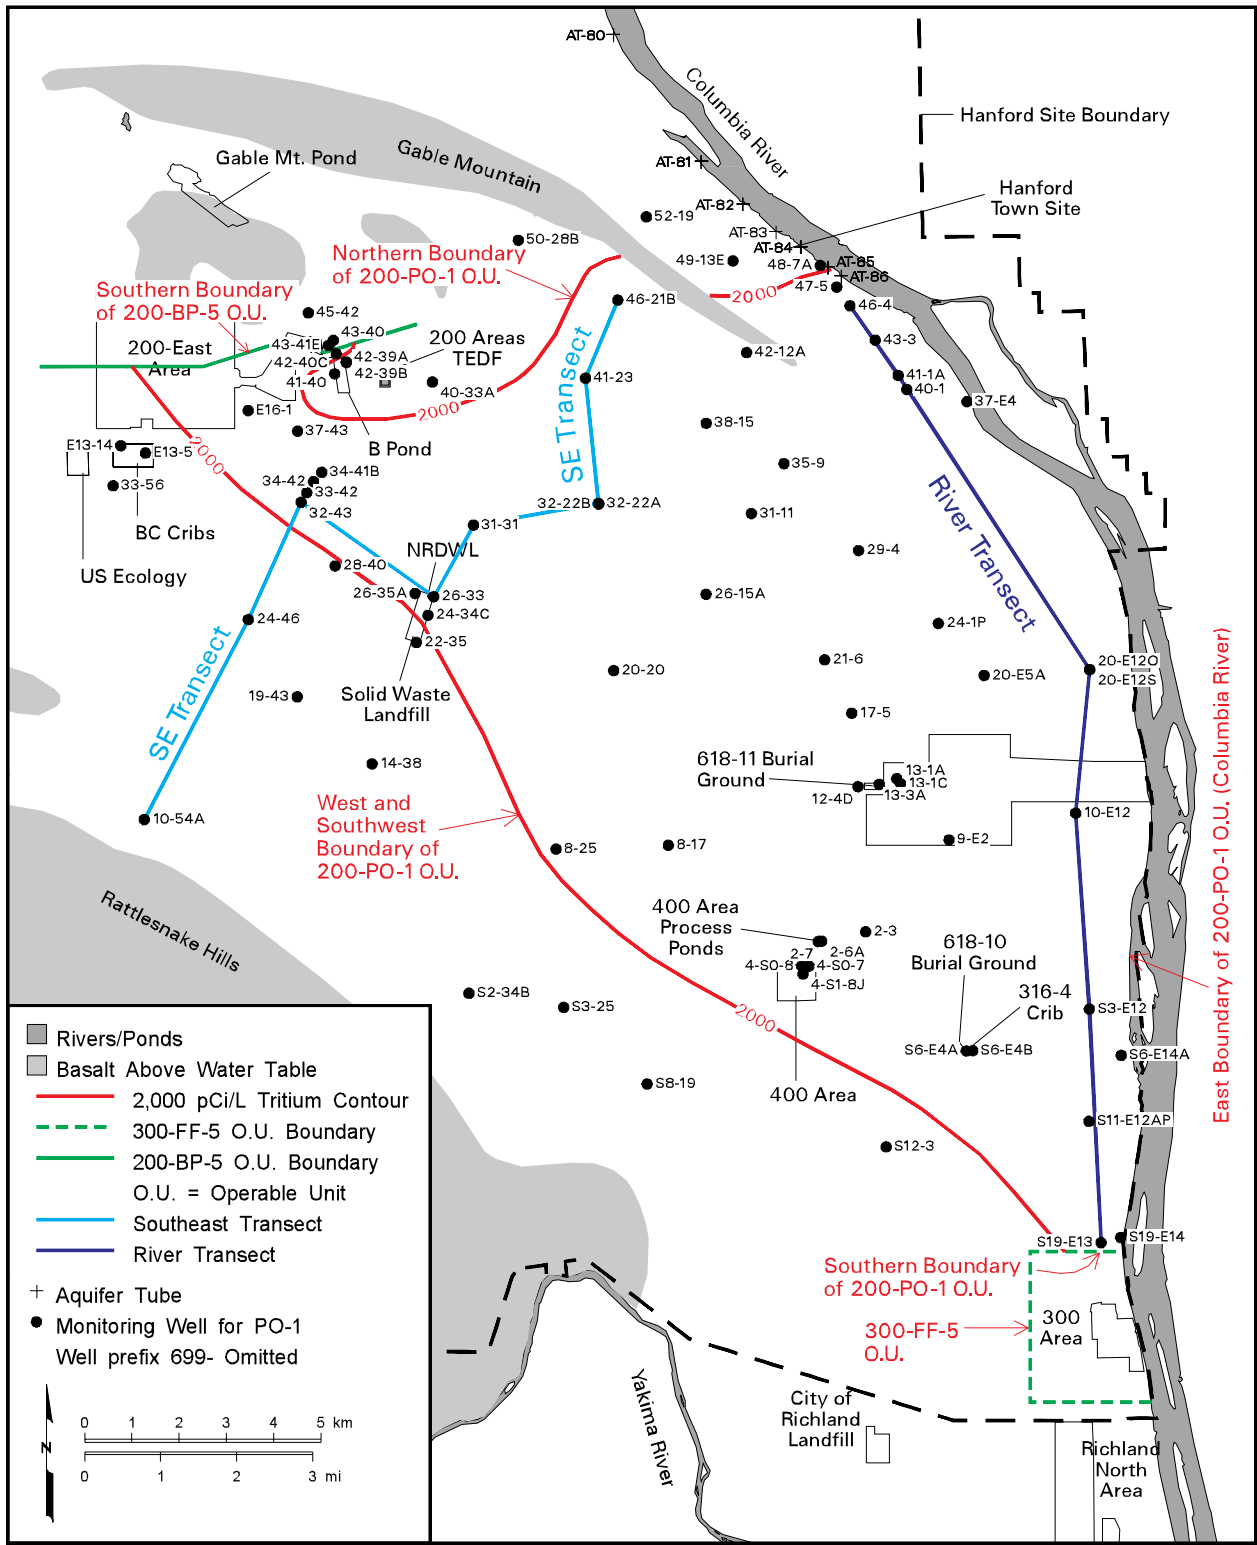 AT-80
Columbia River
Hanford Site Boundary
Gable Mt. Pond
Gable Mountain
AT-81
Hanford
Town Site
AT-82
52-19
AT-83
50-28B
AT-84
Northern Boundary
of 200-PO-1 O.U.
49-13E
48-7A
AT-85
AT-86
47-5
2000
Southern Boundary
of 200-BP-5 O.U.
46-21B
46-4
45-42
43-40
43-41E
200 Areas
TEDF
43-3
200-East
Area
42-39A
42-40C
42-39B
42-12A
41-40
40-33A
41-23
41-1A
40-1
37-E4
E16-1
2000
38-15
37-43
B Pond
SE Transect
E13-14
E13-5
2000
34-41B
35-9
34-42
33-42
33-56
32-43
32-22B
32-22A
River Transect
BC Cribs
31-31
31-11
US Ecology
NRDWL
29-4
28-40
26-35A
26-33
26-15A
24-34C
24-46
24-1P
22-35
SE Transect
20-20
21-6
20-E12O
20-E12S
20-E5A
19-43
Solid Waste
Landfill
17-5
14-38
618-11 Burial
Ground
13-1A
13-1C
12-4D
13-3A
West and
Southwest
Boundary of
200-PO-1 O.U.
10-54A
10-E12
9-E2
8-25
8-17
East Boundary of 200-PO-1 O.U. (Columbia River)
Rattlesnake Hills
400 Area
Process
Ponds
2-3
2-7
2-6A
618-10
Burial Ground
4-S0-8
4-S0-7
4-S1-8J
316-4
Crib
S2-34B
S3-25
2000
S3-E12
S6-E4A
S6-E4B
S6-E14A
S8-19
400 Area
S11-E12AP
S12-3
S19-E13
S19-E14
Southern Boundary
of 200-PO-1 O.U.
300-FF-5
O.U.
300
Area
Yakima River
City of
Richland
Landfill
Richland
North
Area
Rivers/Ponds
Basalt Above Water Table
2,000 pCi/L Tritium Contour
300-FF-5 O.U. Boundary
200-BP-5 O.U. Boundary
O.U. = Operable Unit
Southeast Transect
River Transect
Aquifer Tube
Monitoring Well for PO-1
Well prefix 699- Omitted
N
0 1 2 3 4 5 km
0 1 2 3 mi